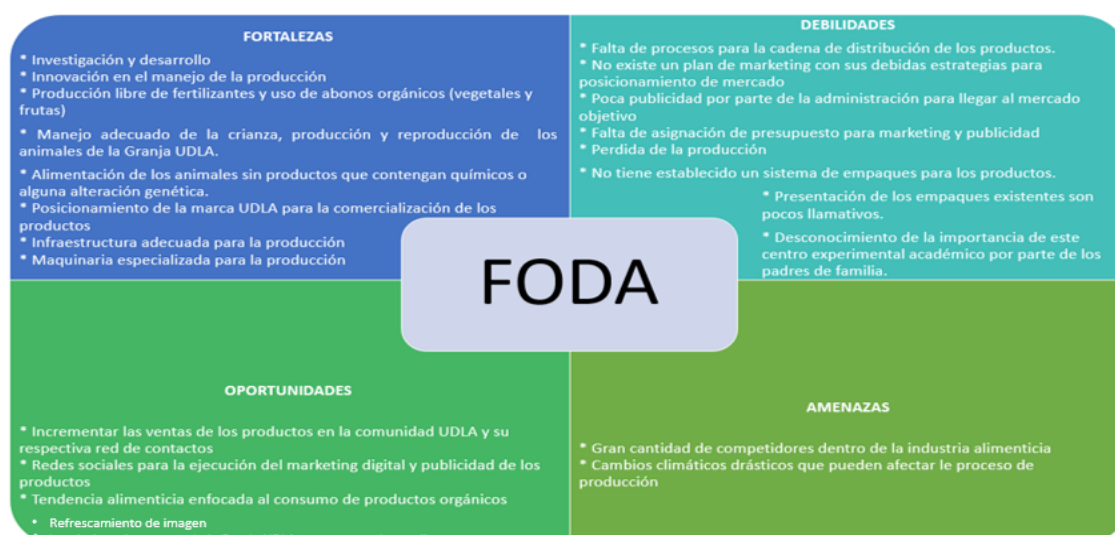 FORTALEZAS
* Investigación y desarrollo
* Innovación en el manejo de la producción
* Producción libre de fertilizantes y uso de abonos orgánicos (vegetales y
frutas)
* Manejo adecuado de la crianza, producción y reproducción de los
animales de la Granja UDLA.
* Alimentación de los animales sin productos que contengan químicos o
alguna alteración genética.
* Posicionamiento de la marca UDLA para la comercialización de los
productos
* Infraestructura adecuada para la producción
* Maquinaria especializada para la producción
DEBILIDADES
* Falta de procesos para la cadena de distribución de los productos.
* No existe un plan de marketing con sus debidas estrategias para
posicionamiento de mercado
* Poca publicidad por parte de la administración para llegar al mercado
objetivo
* Falta de asignación de presupuesto para marketing y publicidad
* Perdida de la producción
* No tiene establecido un sistema de empaques para los productos.
* Presentación de los empaques existentes son
pocos llamativos.
* Desconocimiento de la importancia de este
centro experimental académico por parte de los
padres de familia.
FODA
OPORTUNIDADES
* Incrementar las ventas de los productos en la comunidad UDLA y su
respectiva red de contactos
* Redes sociales para la ejecución del marketing digital y publicidad de los
productos
* Tendencia alimenticia enfocada al consumo de productos orgánicos
• Refrescamiento de imagen
AMENAZAS
* Gran cantidad de competidores dentro de la industria alimenticia
* Cambios climáticos drásticos que pueden afectar le proceso de
producción